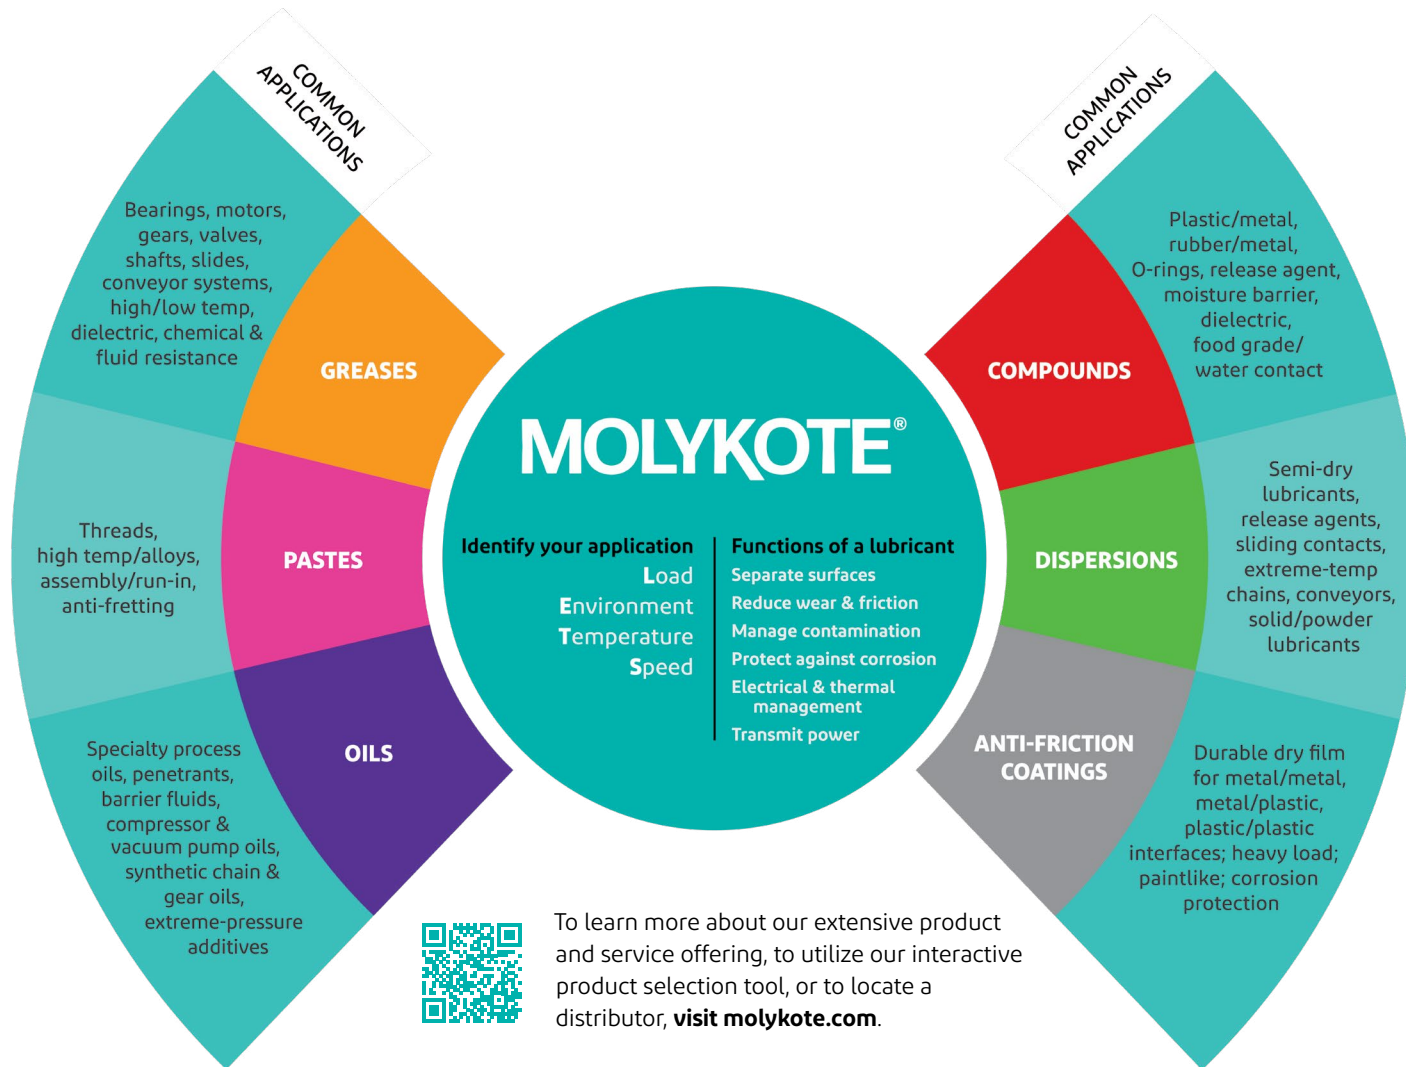 COMMON
APPLICATIONS
Bearings, motors,
gears, valves,
shafts, slides,
conveyor systems,
high/low temp,
dielectric, chemical &
fluid resistance
GREASES
Threads,
high temp/alloys,
assembly/run-in,
anti-fretting
PASTES
Specialty process
oils, penetrants,
barrier fluids,
compressor &
vacuum pump oils,
synthetic chain &
gear oils,
extreme-pressure
additives
OILS
MOLYKOTE®
Identify your application
Load
Environment
Temperature
Speed
Functions of a lubricant
Separate surfaces
Reduce wear & friction
Manage contamination
Protect against corrosion
Electrical & thermal
management
Transmit power
COMMON
APPLICATIONS
COMPOUNDS
Plastic/metal,
rubber/metal,
O-rings, release agent,
moisture barrier,
dielectric,
food grade/
water contact
DISPERSIONS
Semi-dry
lubricants,
release agents,
sliding contacts,
extreme-temp
chains, conveyors,
solid/powder
lubricants
ANTI-FRICTION
COATINGS
Durable dry film
for metal/metal,
metal/plastic,
plastic/plastic
interfaces; heavy load;
paintlike; corrosion
protection
To learn more about our extensive product
and service offering, to utilize our interactive
product selection tool, or to locate a
distributor, visit molykote.com.